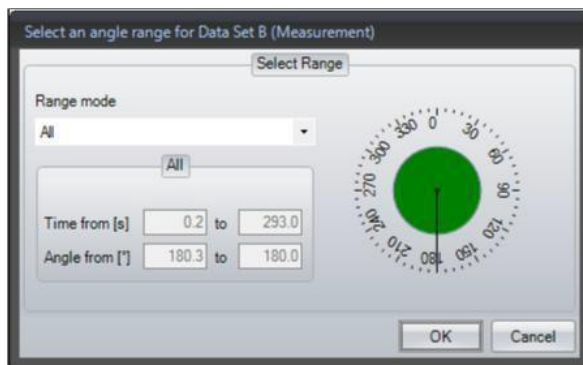 Select an angle range for Data Set B (Measurement)
Select Range
Range mode
All
All
Time from [s] 0.2 to 293.0
Angle from [°] 180.3 to 180.0
0
30
60
90
120
150
180
210
240
270
300
330
OK Cancel